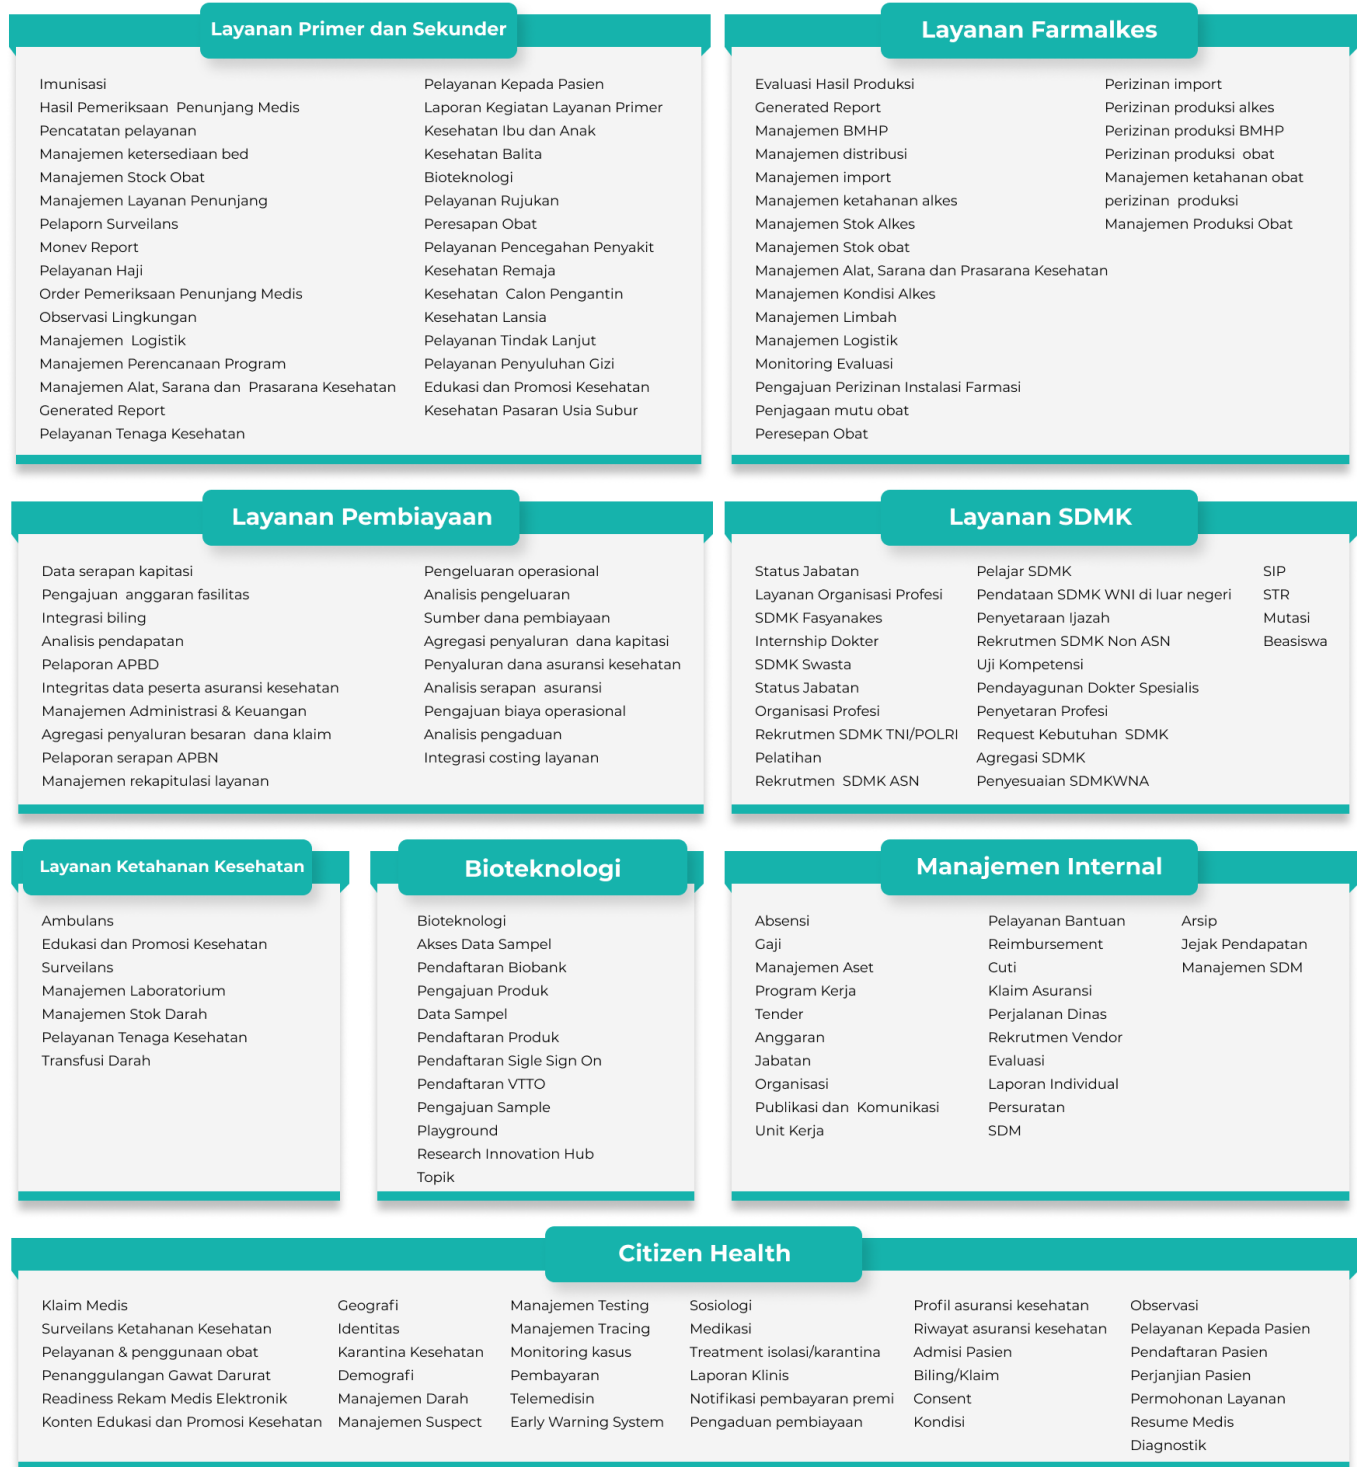 Layanan Primer dan Sekunder
Imunisasi
Hasil Pemeriksaan Penunjang Medis
Pencatatan pelayanan
Manajemen ketersediaan bed
Manajemen Stock Obat
Manajemen Layanan Penunjang
Pelaporn Surveilans
Monev Report
Pelayanan Haji
Order Pemeriksaan Penunjang Medis
Observasi Lingkungan
Manajemen Logistik
Manajemen Perencanaan Program
Manajemen Alat, Sarana dan Prasarana Kesehatan
Generated Report
Pelayanan Tenaga Kesehatan
Pelayanan Kepada Pasien
Laporan Kegiatan Layanan Primer
Kesehatan Ibu dan Anak
Kesehatan Balita
Bioteknologi
Pelayanan Rujukan
Peresapan Obat
Pelayanan Pencegahan Penyakit
Kesehatan Remaja
Kesehatan Calon Pengantin
Kesehatan Lansia
Pelayanan Tindak Lanjut
Pelayanan Penyuluhan Gizi
Edukasi dan Promosi Kesehatan
Kesehatan Pasaran Usia Subur
Layanan Farmalkes
Evaluasi Hasil Produksi
Generated Report
Manajemen BMHP
Manajemen distribusi
Manajemen import
Manajemen ketahanan alkes
Manajemen Stok Alkes
Manajemen Stok obat
Manajemen Alat, Sarana dan Prasarana Kesehatan
Manajemen Kondisi Alkes
Manajemen Limbah
Manajemen Logistik
Monitoring Evaluasi
Pengajuan Perizinan Instalasi Farmasi
Penjagaan mutu obat
Peresepan Obat
Perizinan import
Perizinan produksi alkes
Perizinan produksi BMHP
Perizinan produksi obat
Manajemen ketahanan obat
perizinan produksi
Manajemen Produksi Obat
Layanan Pembiayaan
Data serapan kapitasi
Pengajuan anggaran fasilitas
Integrasi biling
Analisis pendapatan
Pelaporan APBD
Integritas data peserta asuransi kesehatan
Manajemen Administrasi & Keuangan
Agregasi penyaluran besaran dana klaim
Pelaporan serapan APBN
Manajemen rekapitulasi layanan
Pengeluaran operasional
Analisis pengeluaran
Sumber dana pembiayaan
Agregasi penyaluran dana kapitasi
Penyaluran dana asuransi kesehatan
Analisis serapan asuransi
Pengajuan biaya operasional
Analisis pengaduan
Integrasi costing layanan
Layanan SDMK
Status Jabatan
Layanan Organisasi Profesi
SDMK Fasyanakes
Internship Dokter
SDMK Swasta
Status Jabatan
Organisasi Profesi
Rekrutmen SDMK TNI/POLRI
Pelatihan
Rekrutmen SDMK ASN
Pelajar SDMK
Pendataan SDMK WNI di luar negeri
Penyetaraan Ijazah
Rekrutmen SDMK Non ASN
Uji Kompetensi
Pendayagunan Dokter Spesialis
Penyetaran Profesi
Request Kebutuhan SDMK
Agregasi SDMK
Penyesuaian SDMKWNA
SIP
STR
Mutasi
Beasiswa
Layanan Ketahanan Kesehatan
Ambulans
Edukasi dan Promosi Kesehatan
Surveilans
Manajemen Laboratorium
Manajemen Stok Darah
Pelayanan Tenaga Kesehatan
Transfusi Darah
Bioteknologi
Bioteknologi
Akses Data Sampel
Pendaftaran Biobank
Pengajuan Produk
Data Sampel
Pendaftaran Produk
Pendaftaran Sigle Sign On
Pendaftaran VTTO
Pengajuan Sample
Playground
Research Innovation Hub
Topik
Manajemen Internal
Absensi
Gaji
Manajemen Aset
Program Kerja
Tender
Anggaran
Jabatan
Organisasi
Publikasi dan Komunikasi
Unit Kerja
Pelayanan Bantuan
Reimbursement
Cuti
Klaim Asuransi
Perjalanan Dinas
Rekrutmen Vendor
Evaluasi
Laporan Individual
Persuratan
SDM
Arsip
Jejak Pendapatan
Manajemen SDM
Citizen Health
Klaim Medis
Surveilans Ketahanan Kesehatan
Pelayanan & penggunaan obat
Penanggulangan Gawat Darurat
Readiness Rekam Medis Elektronik
Konten Edukasi dan Promosi Kesehatan
Geografi
Identitas
Karantina Kesehatan
Demografi
Manajemen Darah
Manajemen Suspect
Manajemen Testing
Manajemen Tracing
Monitoring kasus
Pembayaran
Telemedisin
Early Warning System
Sosiologi
Medikasi
Treatment isolasi/karantina
Laporan Klinis
Notifikasi pembayaran premi
Pengaduan pembiayaan
Profil asuransi kesehatan
Riwayat asuransi kesehatan
Admisi Pasien
Biling/Klaim
Consent
Kondisi
Observasi
Pelayanan Kepada Pasien
Pendaftaran Pasien
Perjanjian Pasien
Permohonan Layanan
Resume Medis
Diagnostik